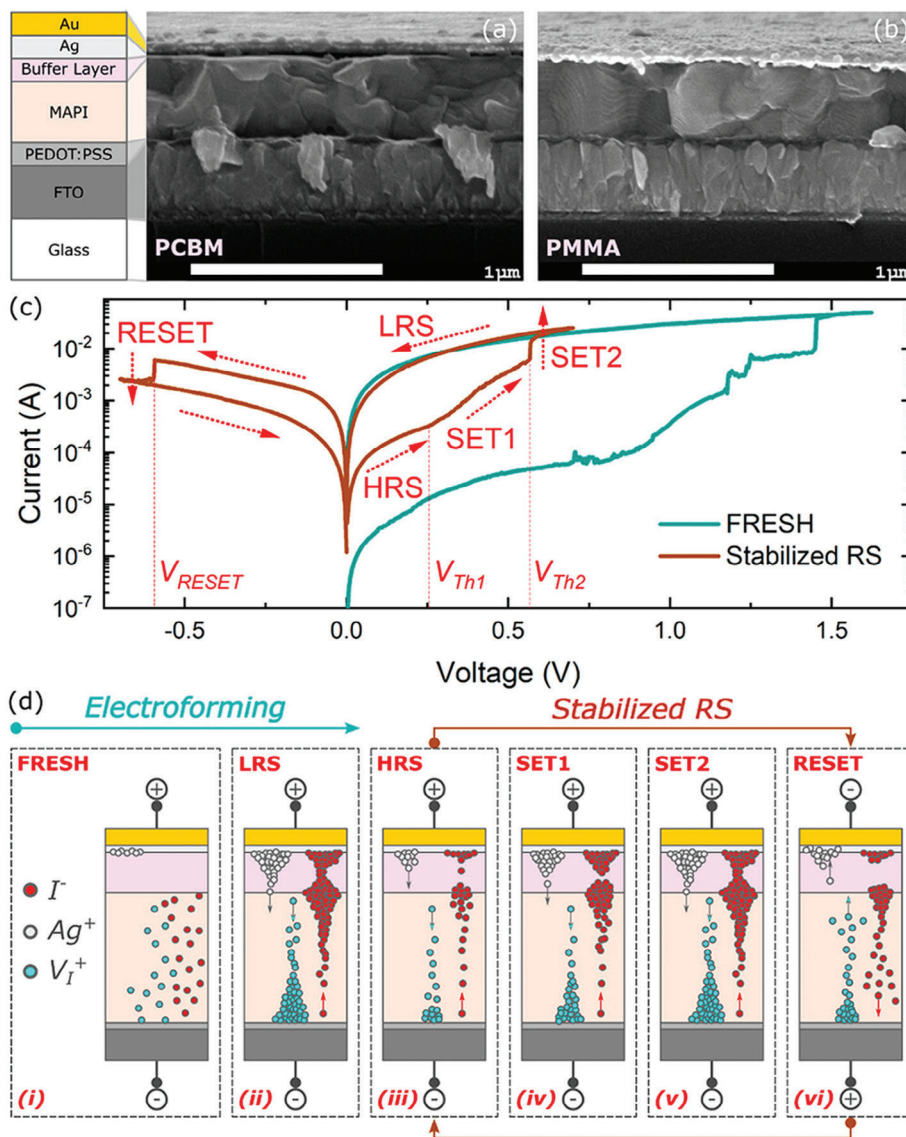 Au
Ag
Buffer Layer
MAPI
PEDOT:PSS
FTO
Glass
(a)
PCBM
1µm
(b)
PMMA
1µm
(c)
RESET
LRS
SET2
SET1
HRS
FRESH
Stabilized RS
V_RESET
V_Th1
V_Th2
Current (A)
10⁻²
10⁻³
10⁻⁴
10⁻⁵
10⁻⁶
10⁻⁷
-0.5 0.0 0.5 1.0 1.5
Voltage (V)
(d)
Electroforming
Stabilized RS
FRESH LRS HRS SET1 SET2 RESET
+ + + + + -
I⁻
Ag⁺
V_I⁺
- - - - - +
(i) (ii) (iii) (iv) (v) (vi)